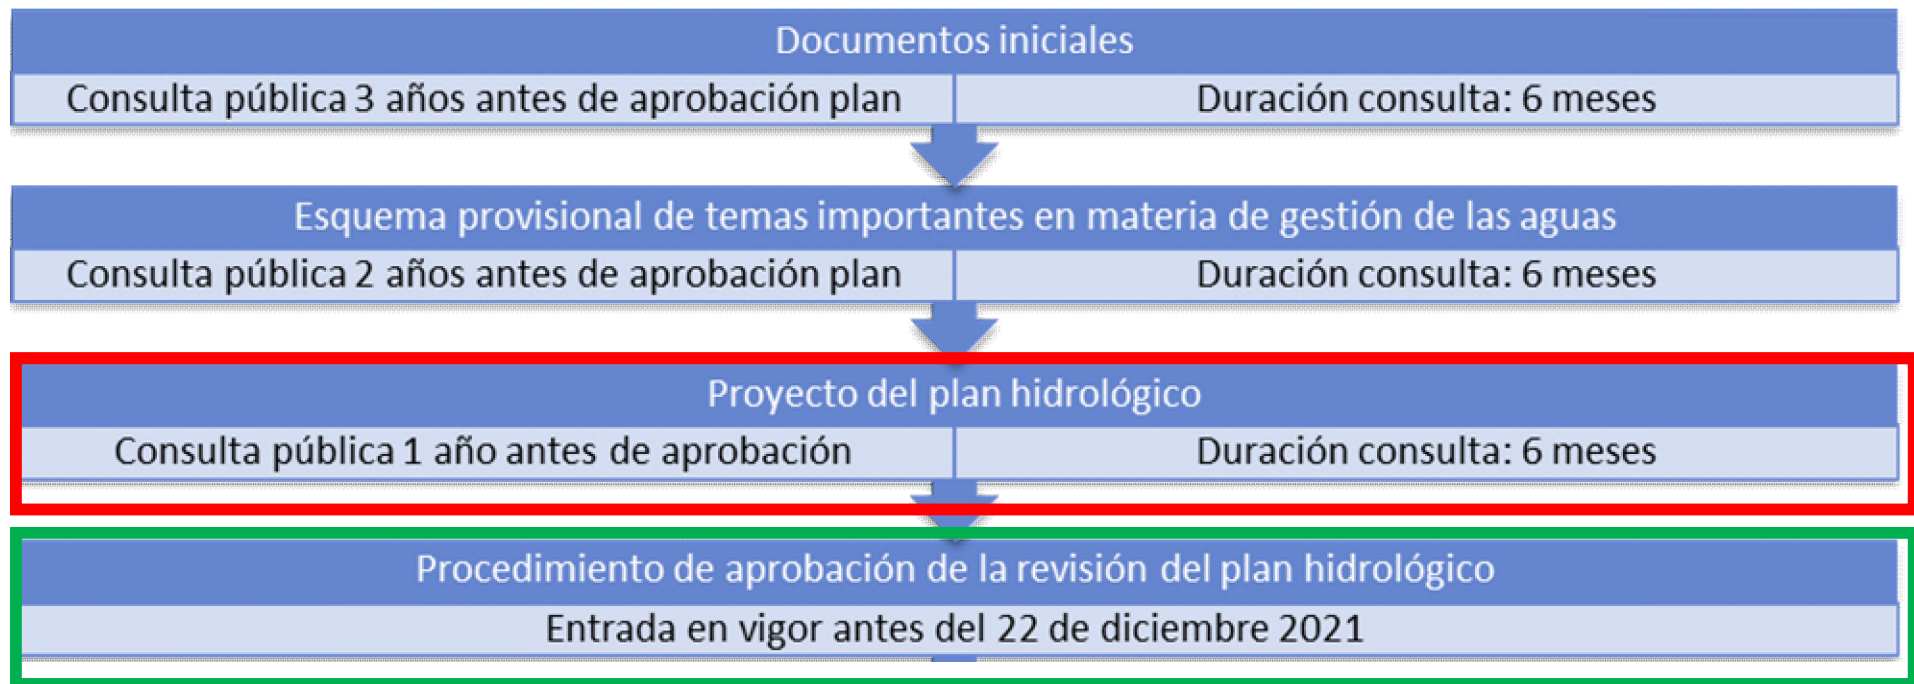 Documentos iniciales
Consulta pública 3 años antes de aprobación plan
Duración consulta: 6 meses
Esquema provisional de temas importantes en materia de gestión de las aguas
Consulta pública 2 años antes de aprobación plan
Duración consulta: 6 meses
Proyecto del plan hidrológico
Consulta pública 1 año antes de aprobación
Duración consulta: 6 meses
Procedimiento de aprobación de la revisión del plan hidrológico
Entrada en vigor antes del 22 de diciembre 2021